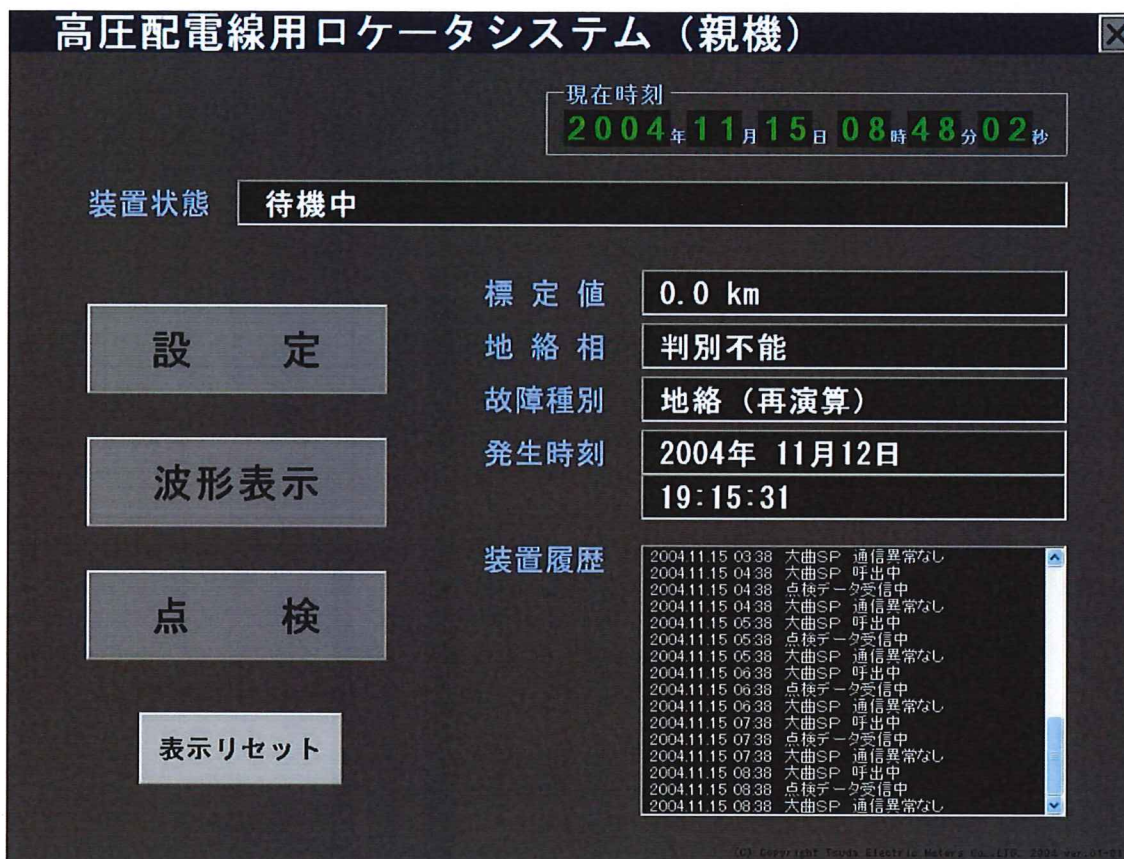 高圧配電線用ロケータシステム（親機）
現在時刻
2004年11月15日 08時48分02秒
装置状態 待機中
設 定
波形表示
点 検
表示リセット
標 定 値 0.0 km
地 絡 相 判別不能
故障種別 地絡（再演算）
発生時刻 2004年 11月12日
19:15:31
装置履歴
2004.11.15 03:38 大曲SP 通信異常なし
2004.11.15 04:38 大曲SP 呼出中
2004.11.15 04:38 点検データ受信中
2004.11.15 04:38 大曲SP 通信異常なし
2004.11.15 05:38 大曲SP 呼出中
2004.11.15 05:38 点検データ受信中
2004.11.15 05:38 大曲SP 通信異常なし
2004.11.15 06:38 大曲SP 呼出中
2004.11.15 06:38 点検データ受信中
2004.11.15 06:38 大曲SP 通信異常なし
2004.11.15 07:38 大曲SP 呼出中
2004.11.15 07:38 点検データ受信中
2004.11.15 07:38 大曲SP 通信異常なし
2004.11.15 08:38 大曲SP 呼出中
2004.11.15 08:38 点検データ受信中
2004.11.15 08:38 大曲SP 通信異常なし
(C) Copyright Tsuda Electric Meters Co.,LTD. 2004 ver.01-01